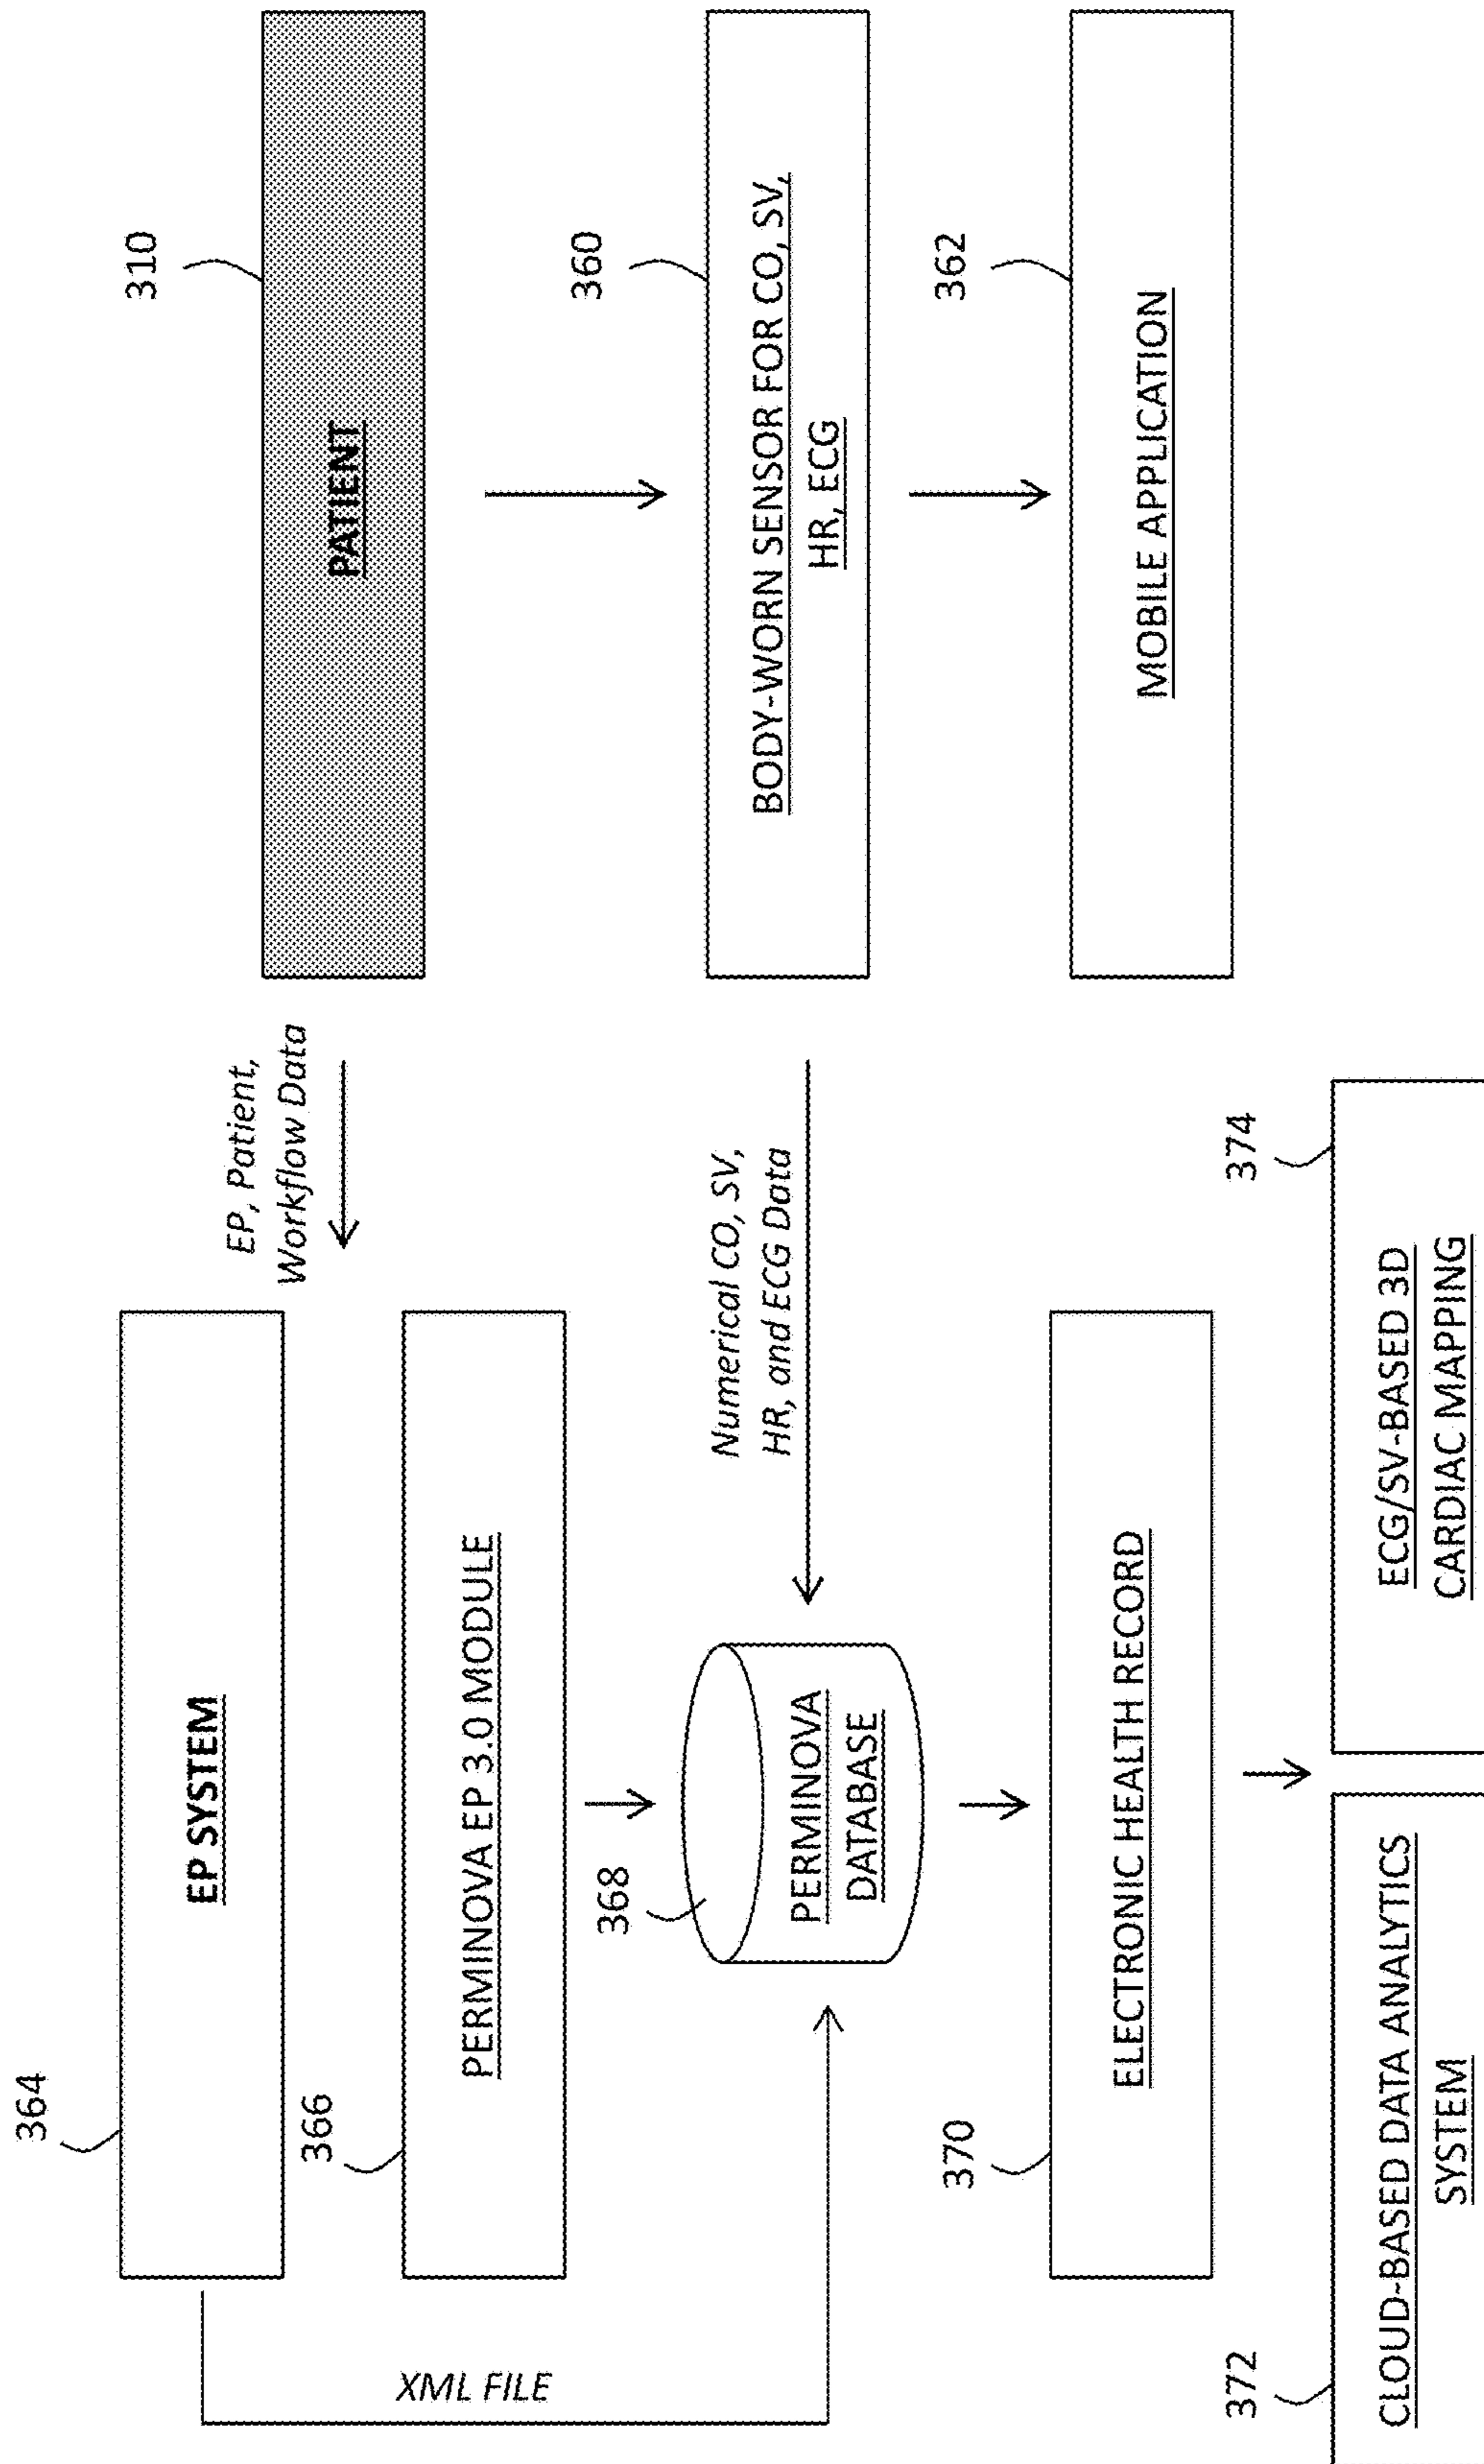 364
EP SYSTEM
366
PERMINOVA EP 3.0 MODULE
XML FILE
368
PERMINOVA
DATABASE
370
ELECTRONIC HEALTH RECORD
372
CLOUD-BASED DATA ANALYTICS
SYSTEM
374
ECG/SV-BASED 3D
CARDIAC MAPPING
EP, Patient,
Workflow Data
Numerical CO, SV,
HR, and ECG Data
310
PATIENT
360
BODY-WORN SENSOR FOR CO, SV,
HR, ECG
362
MOBILE APPLICATION